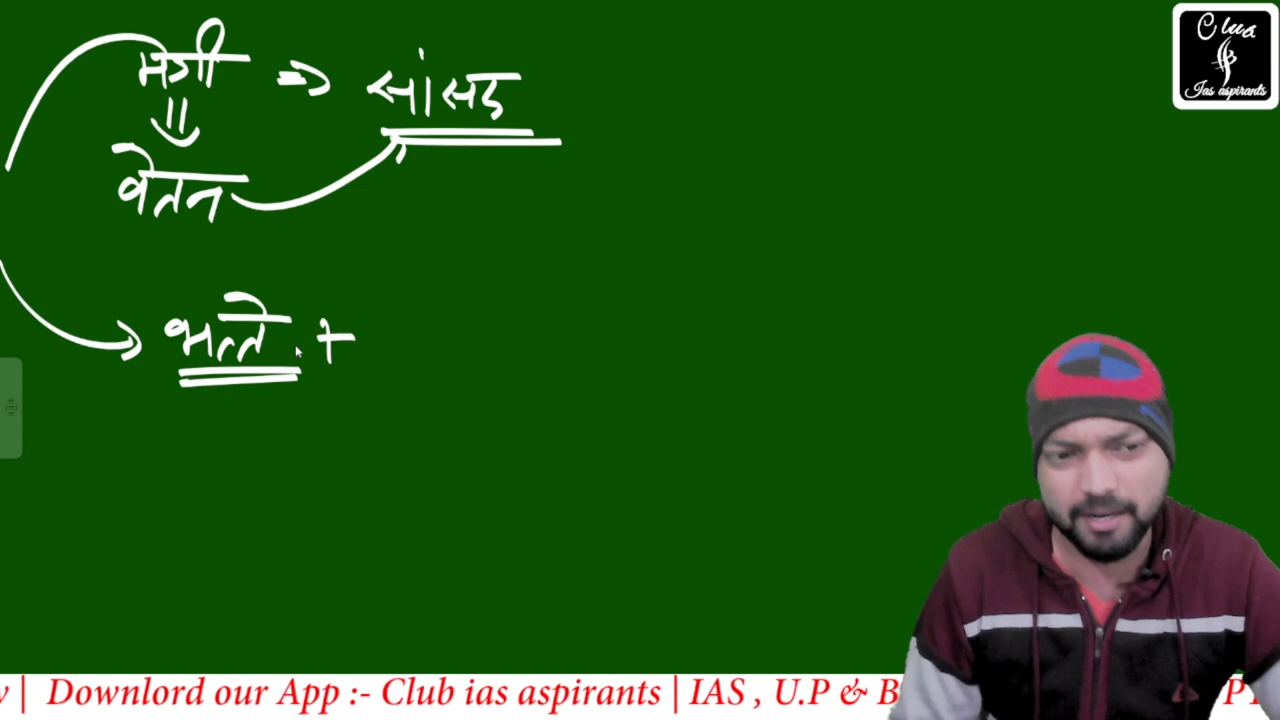 मंत्री => सांसद
वेतन
भत्ते +
Club
Ias aspirants
| Downlord our App :- Club ias aspirants | IAS , U.P & B